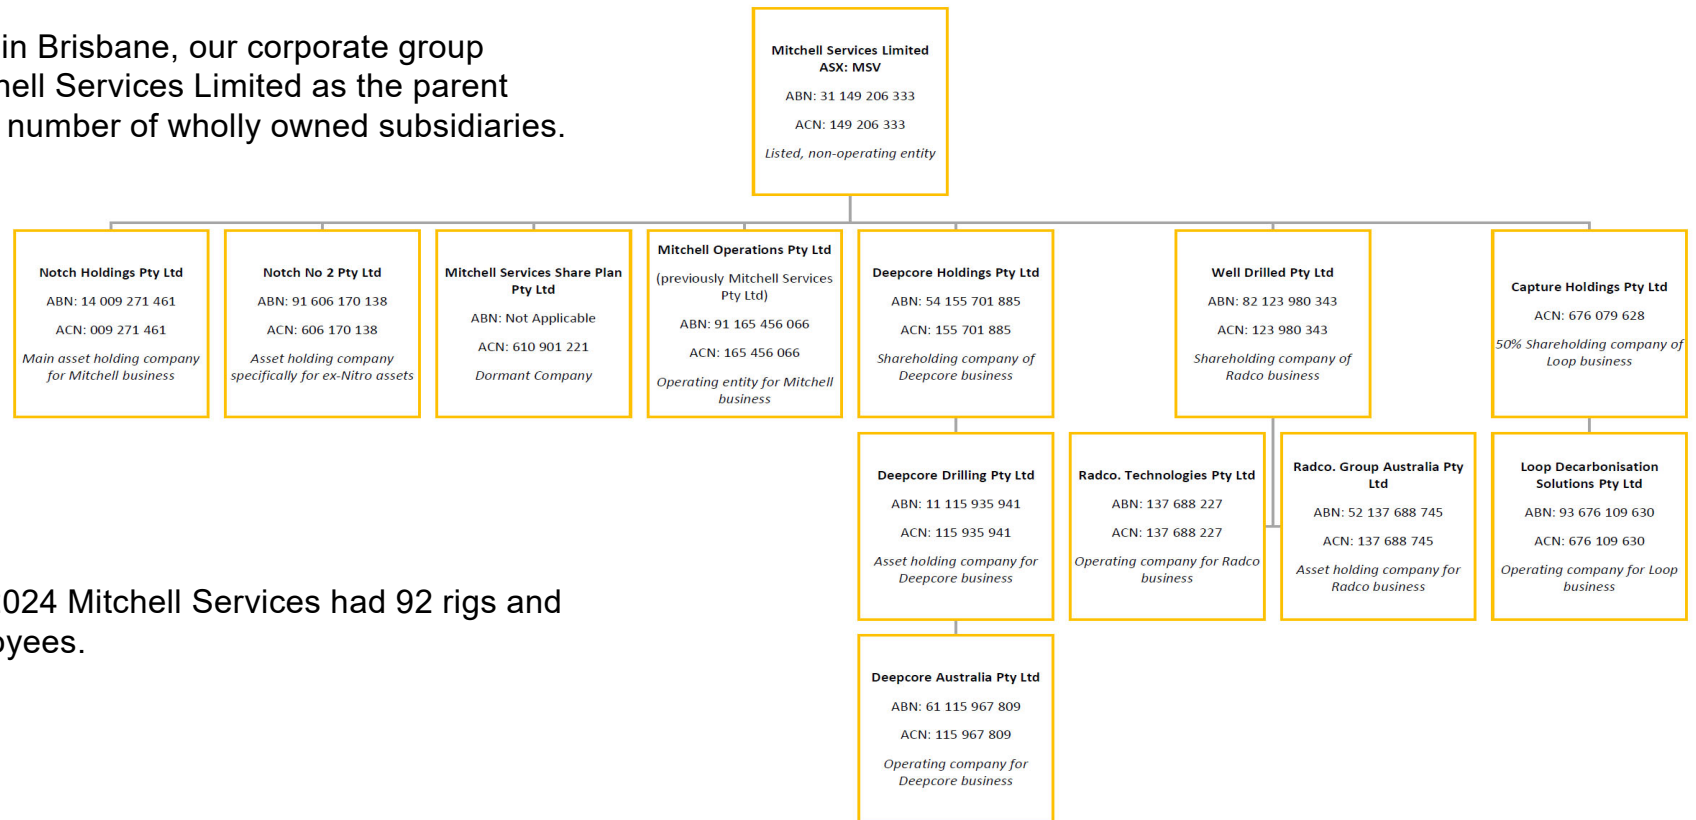 in Brisbane, our corporate group
hell Services Limited as the parent
number of wholly owned subsidiaries.
Mitchell Services Limited
ASX: MSV
ABN: 31 149 206 333
ACN: 149 206 333
Listed, non-operating entity
Notch Holdings Pty Ltd
ABN: 14 009 271 461
ACN: 009 271 461
Main asset holding company
for Mitchell business
Notch No 2 Pty Ltd
ABN: 91 606 170 138
ACN: 606 170 138
Asset holding company
specifically for ex-Nitro assets
Mitchell Services Share Plan
Pty Ltd
ABN: Not Applicable
ACN: 610 901 221
Dormant Company
Mitchell Operations Pty Ltd
(previously Mitchell Services
Pty Ltd)
ABN: 91 165 456 066
ACN: 165 456 066
Operating entity for Mitchell
business
Deepcore Holdings Pty Ltd
ABN: 54 155 701 885
ACN: 155 701 885
Shareholding company of
Deepcore business
Well Drilled Pty Ltd
ABN: 82 123 980 343
ACN: 123 980 343
Shareholding company of
Radco business
Capture Holdings Pty Ltd
ACN: 676 079 628
50% Shareholding company of
Loop business
Deepcore Drilling Pty Ltd
ABN: 11 115 935 941
ACN: 115 935 941
Asset holding company for
Deepcore business
Radco. Technologies Pty Ltd
ABN: 137 688 227
ACN: 137 688 227
Operating company for Radco
business
Radco. Group Australia Pty
Ltd
ABN: 52 137 688 745
ACN: 137 688 745
Asset holding company for
Radco business
Loop Decarbonisation
Solutions Pty Ltd
ABN: 93 676 109 630
ACN: 676 109 630
Operating company for Loop
business
2024 Mitchell Services had 92 rigs and
oyees.
Deepcore Australia Pty Ltd
ABN: 61 115 967 809
ACN: 115 967 809
Operating company for
Deepcore business